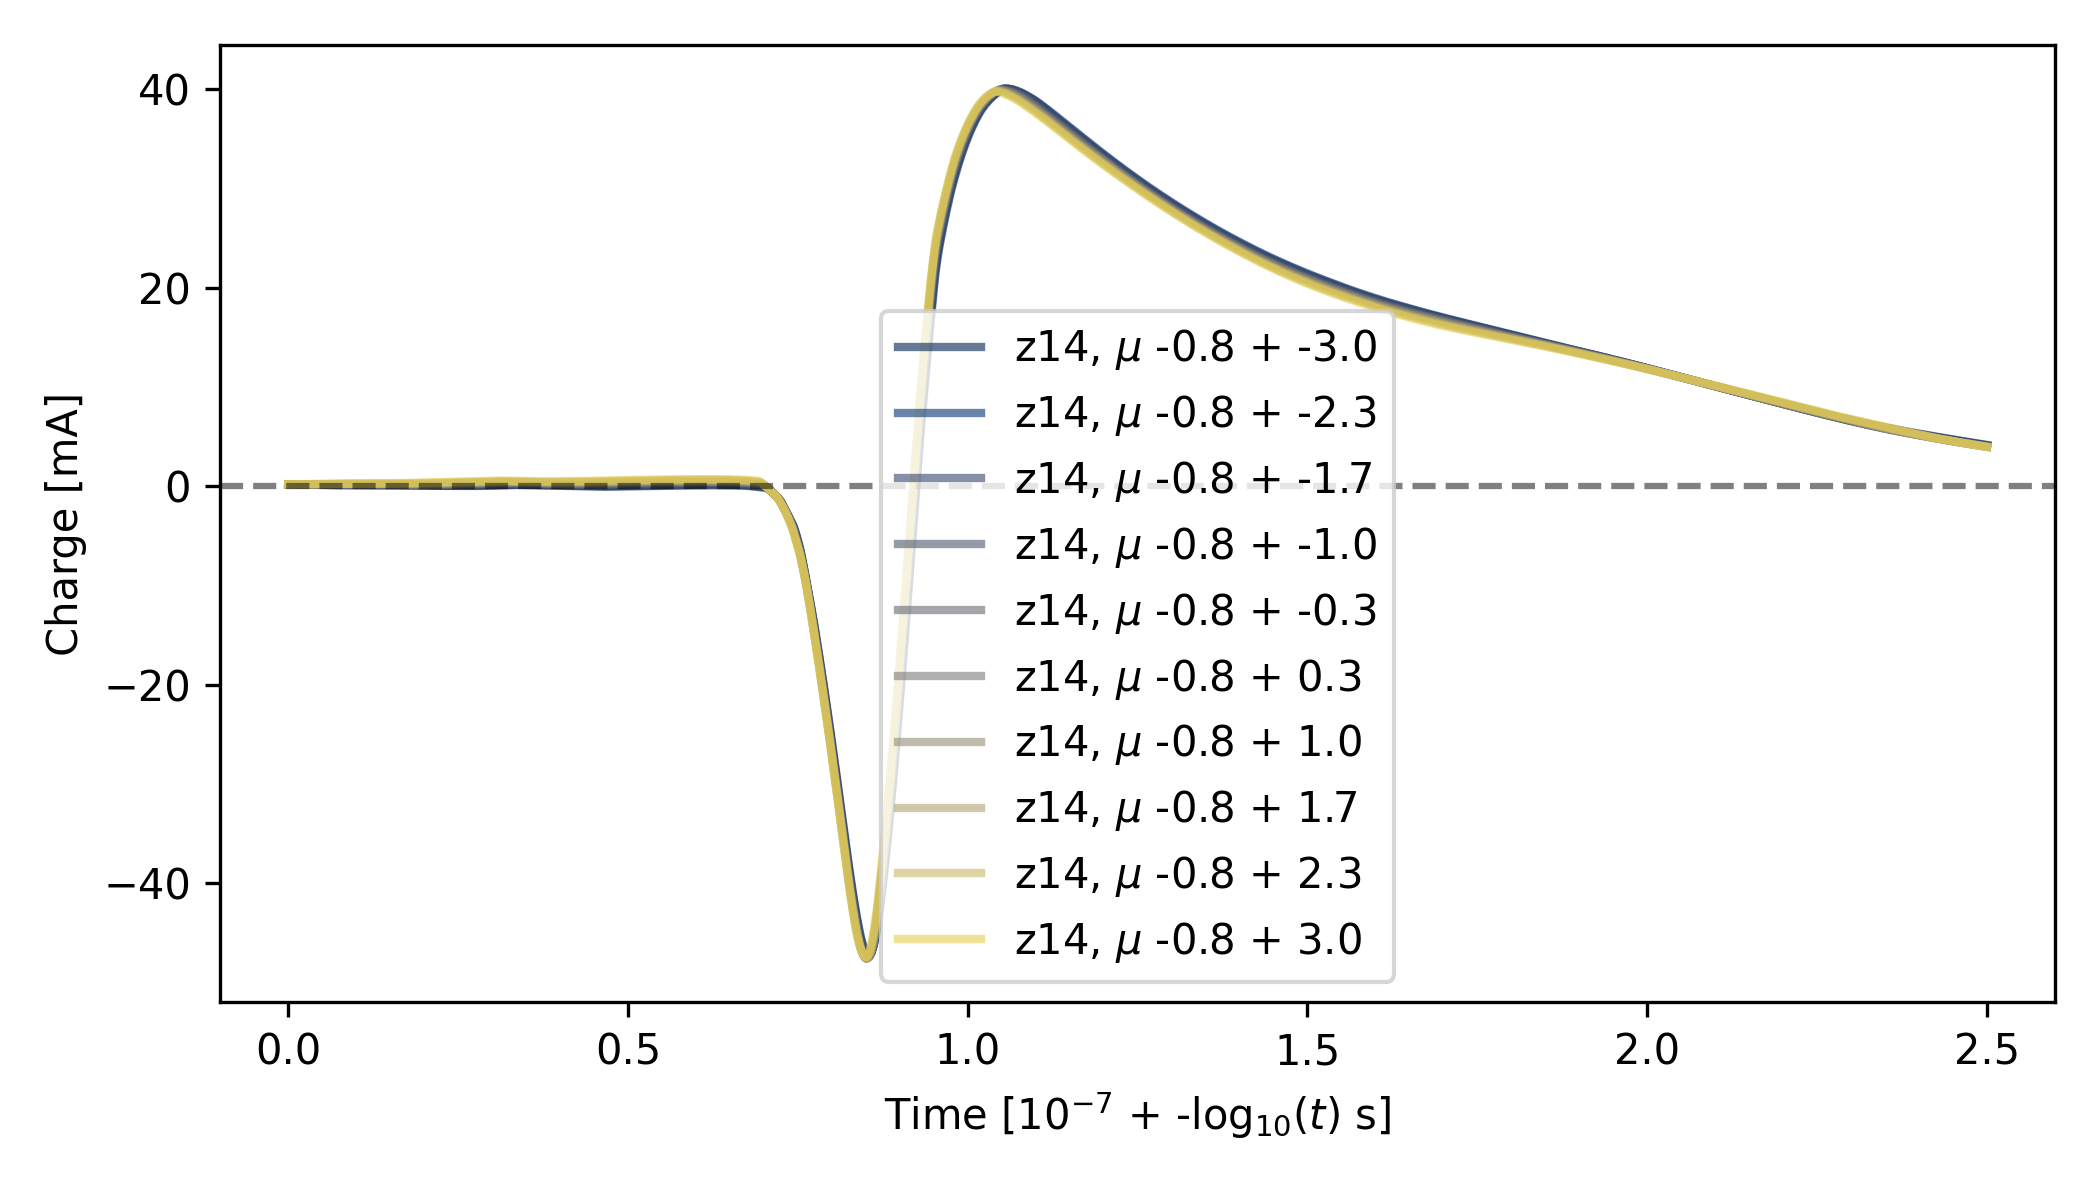 40
20
0
−20
−40
Charge [mA]
z14, μ -0.8 + -3.0
z14, μ -0.8 + -2.3
z14, μ -0.8 + -1.7
z14, μ -0.8 + -1.0
z14, μ -0.8 + -0.3
z14, μ -0.8 + 0.3
z14, μ -0.8 + 1.0
z14, μ -0.8 + 1.7
z14, μ -0.8 + 2.3
z14, μ -0.8 + 3.0
0.0 0.5 1.0 1.5 2.0 2.5
Time [10⁻⁷ + -log₁₀(t) s]